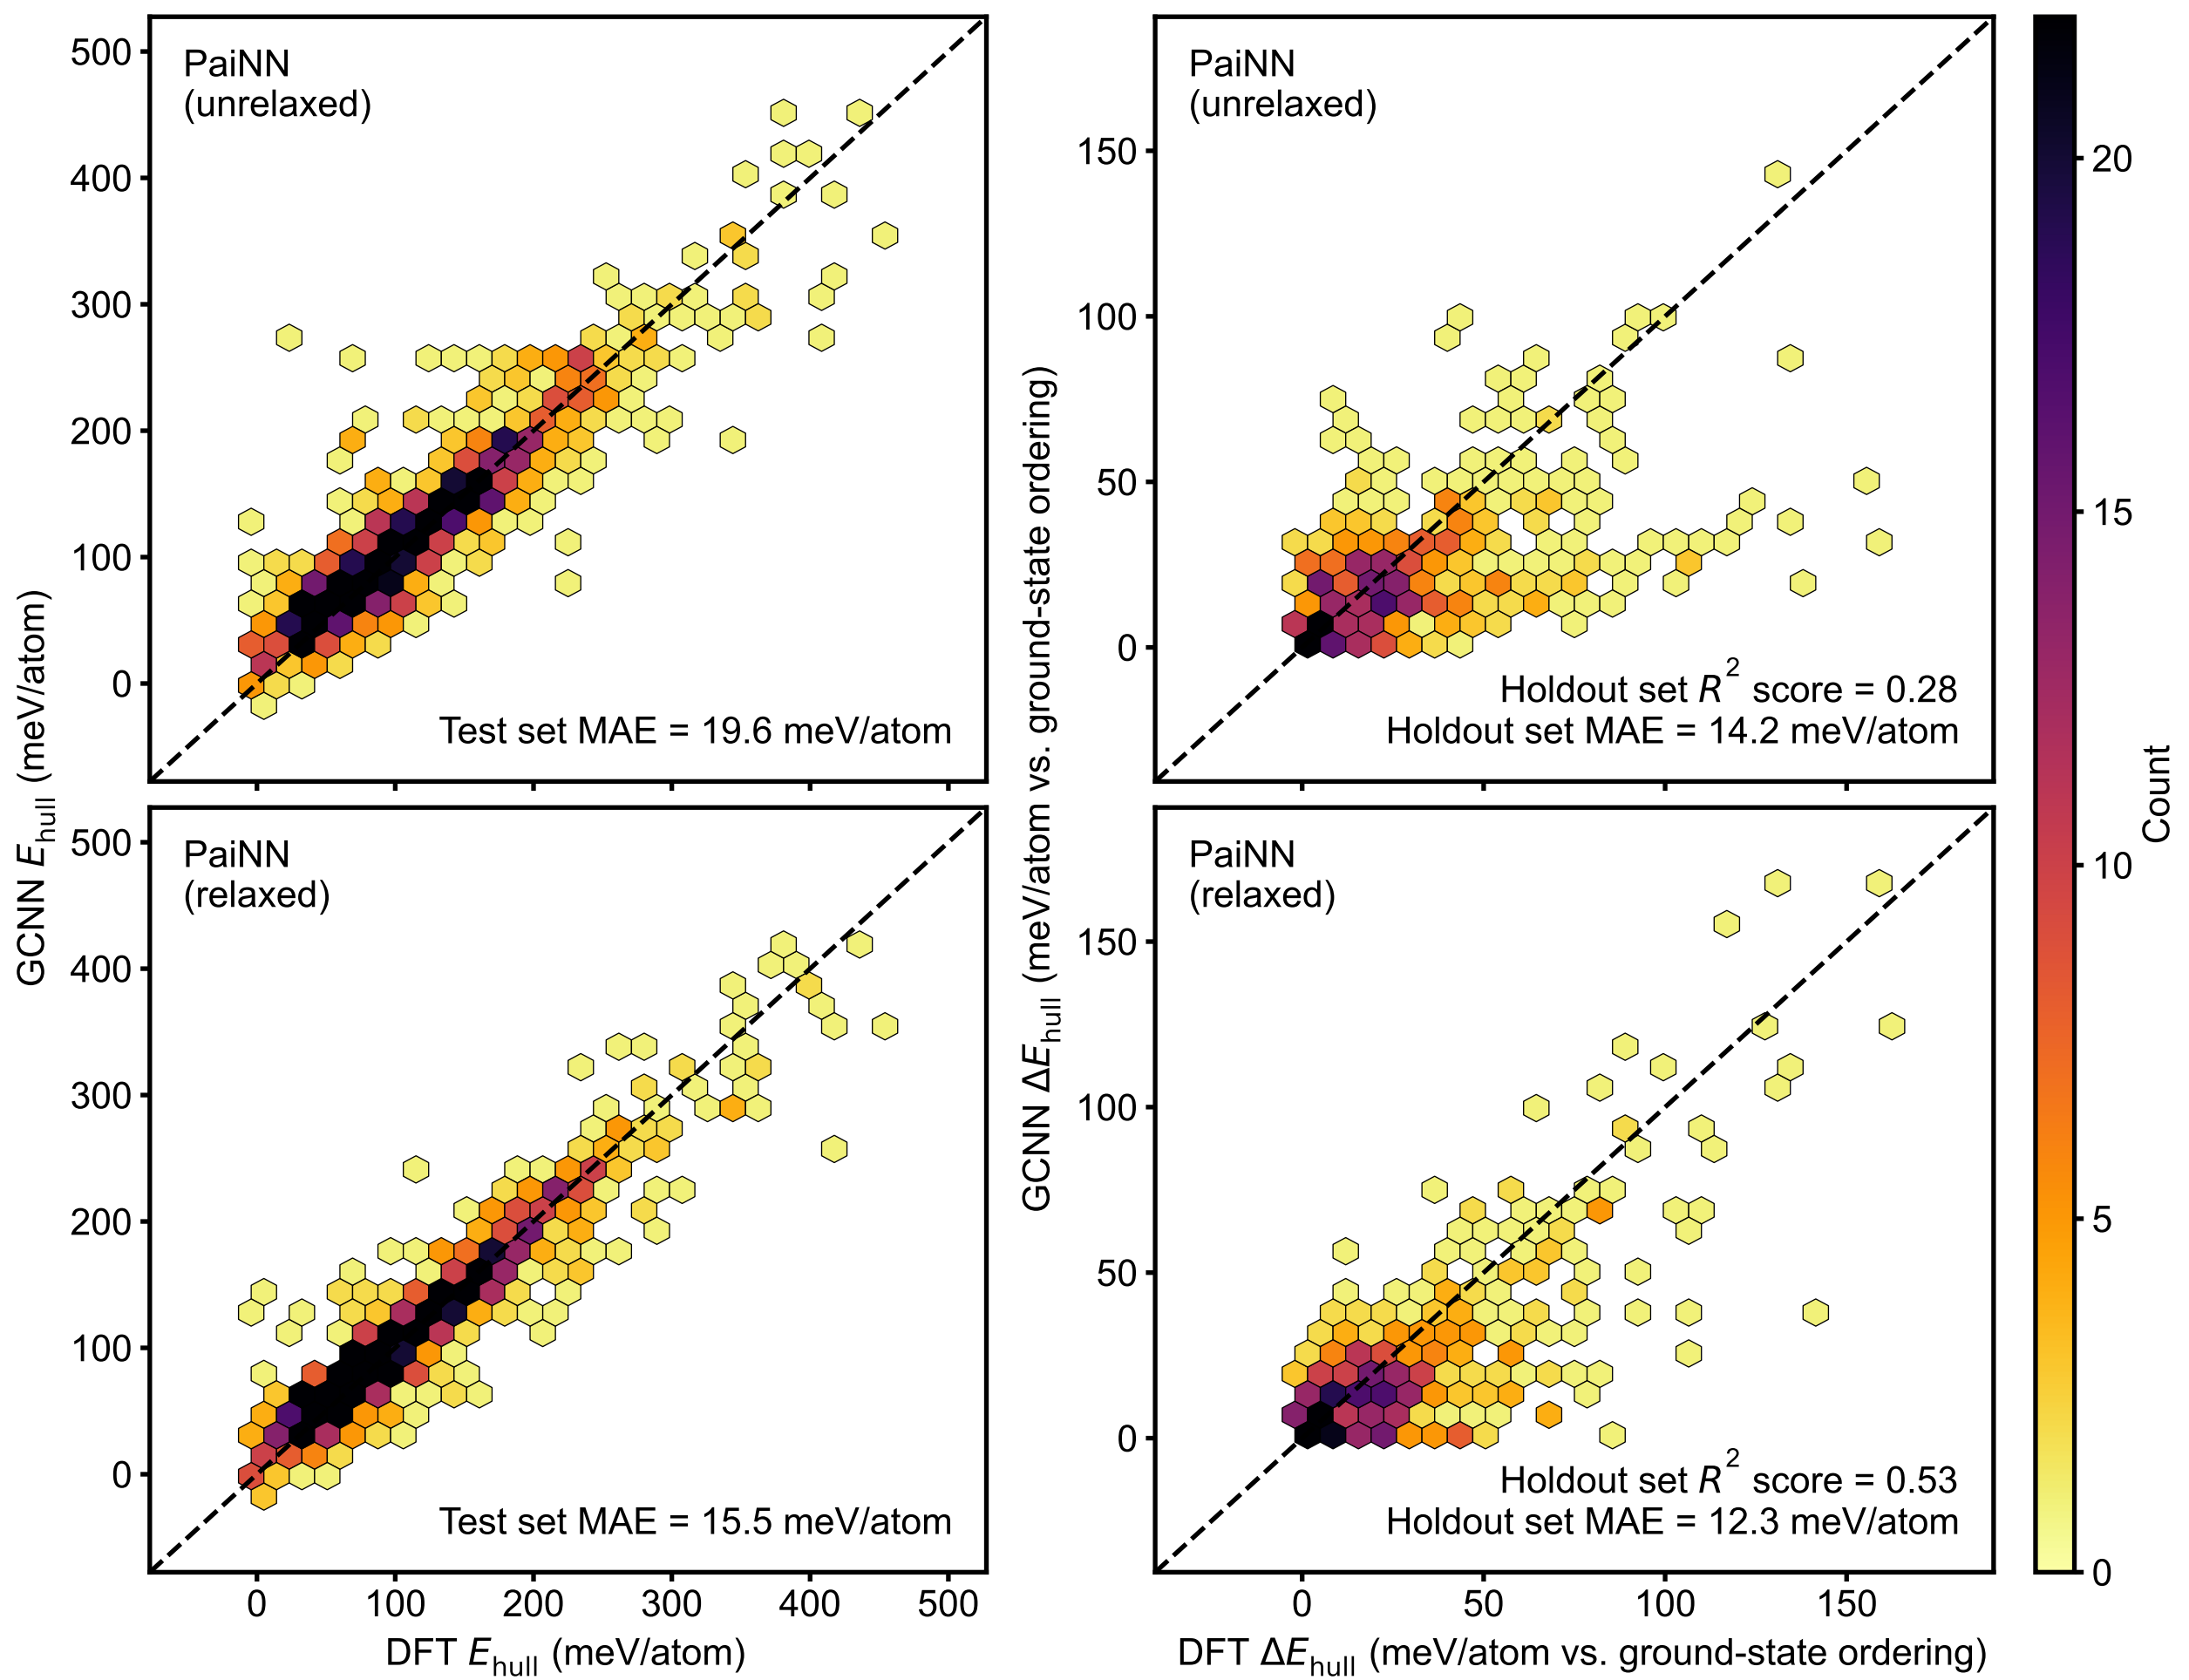 GCNN Ehull (meV/atom)
500
400
300
200
100
0
PaiNN
(unrelaxed)
Test set MAE = 19.6 meV/atom
GCNN ΔEhull (meV/atom vs. ground-state ordering)
150
100
50
0
PaiNN
(unrelaxed)
Holdout set R² score = 0.28
Holdout set MAE = 14.2 meV/atom
500
400
300
200
100
0
PaiNN
(relaxed)
Test set MAE = 15.5 meV/atom
0 100 200 300 400 500
DFT Ehull (meV/atom)
150
100
50
0
PaiNN
(relaxed)
Holdout set R² score = 0.53
Holdout set MAE = 12.3 meV/atom
0 50 100 150
DFT ΔEhull (meV/atom vs. ground-state ordering)
20
15
10
5
0
Count